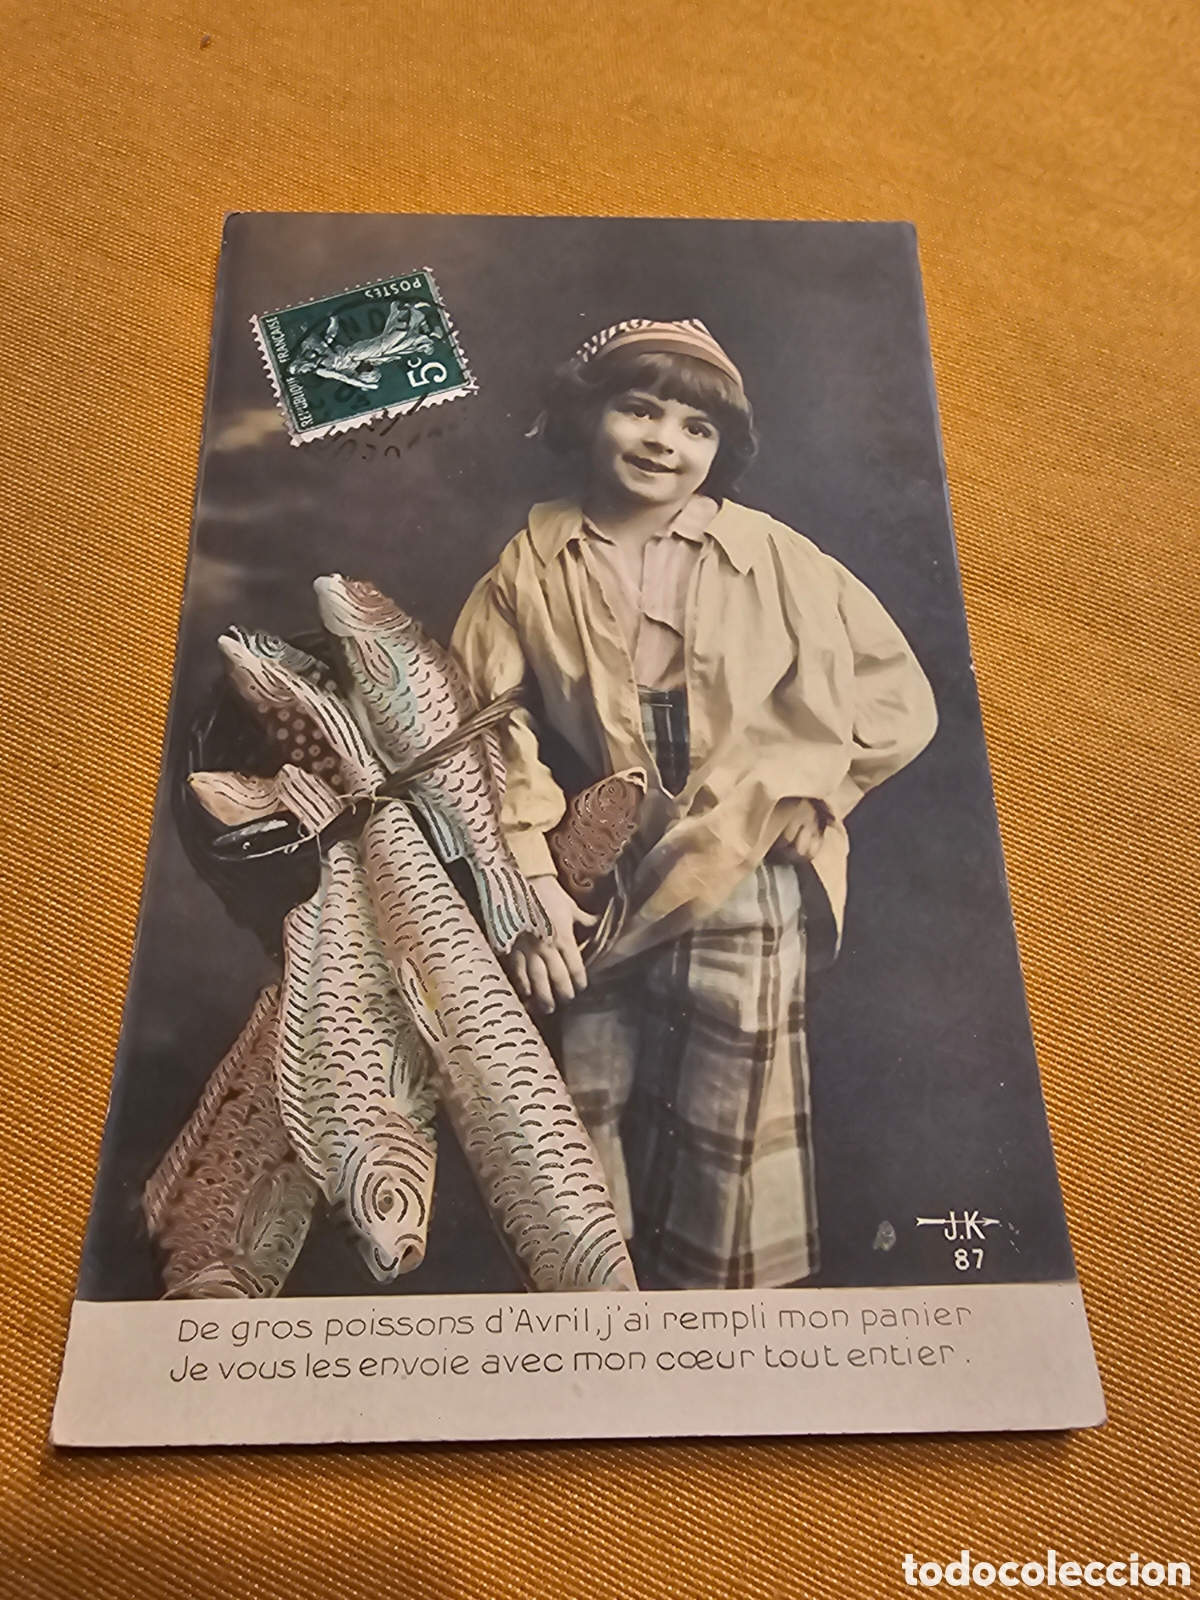 POSTES
RÉPUBLIQUE FRANÇAISE
5c
J.K
87
De gros poissons d'Avril, j'ai rempli mon panier
Je vous les envoie avec mon cœur tout entier.
todocoleccion